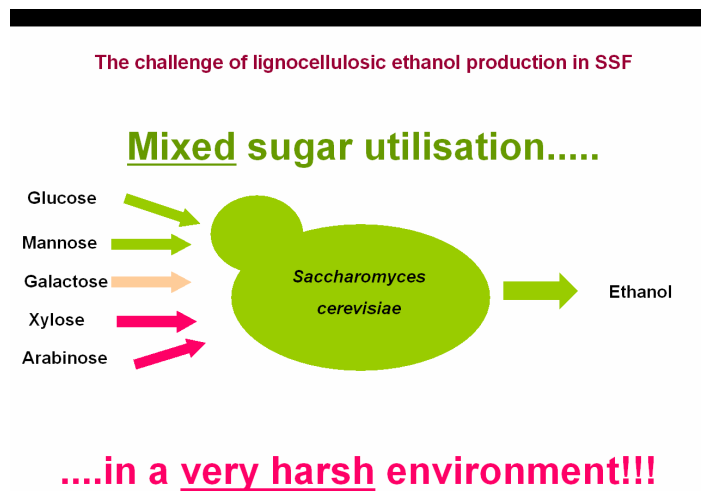 The challenge of lignocellulosic ethanol production in SSF
Mixed sugar utilisation.....
Glucose
Mannose
Galactose
Xylose
Arabinose
Saccharomyces
cerevisiae
Ethanol
....in a very harsh environment!!!